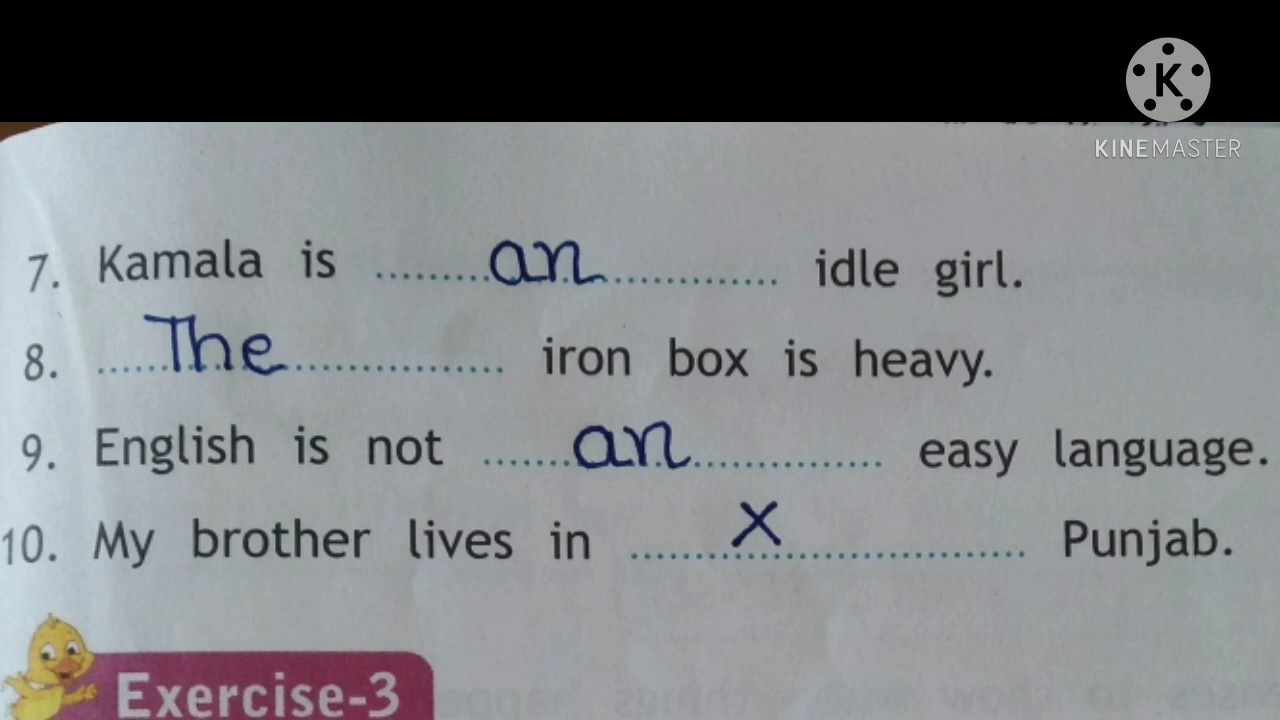 K
KINEMASTER
7. Kamala is ........an............... idle girl.
8. ......The.................. iron box is heavy.
9. English is not .......an............. easy language.
10. My brother lives in .......X................ Punjab.
Exercise-3